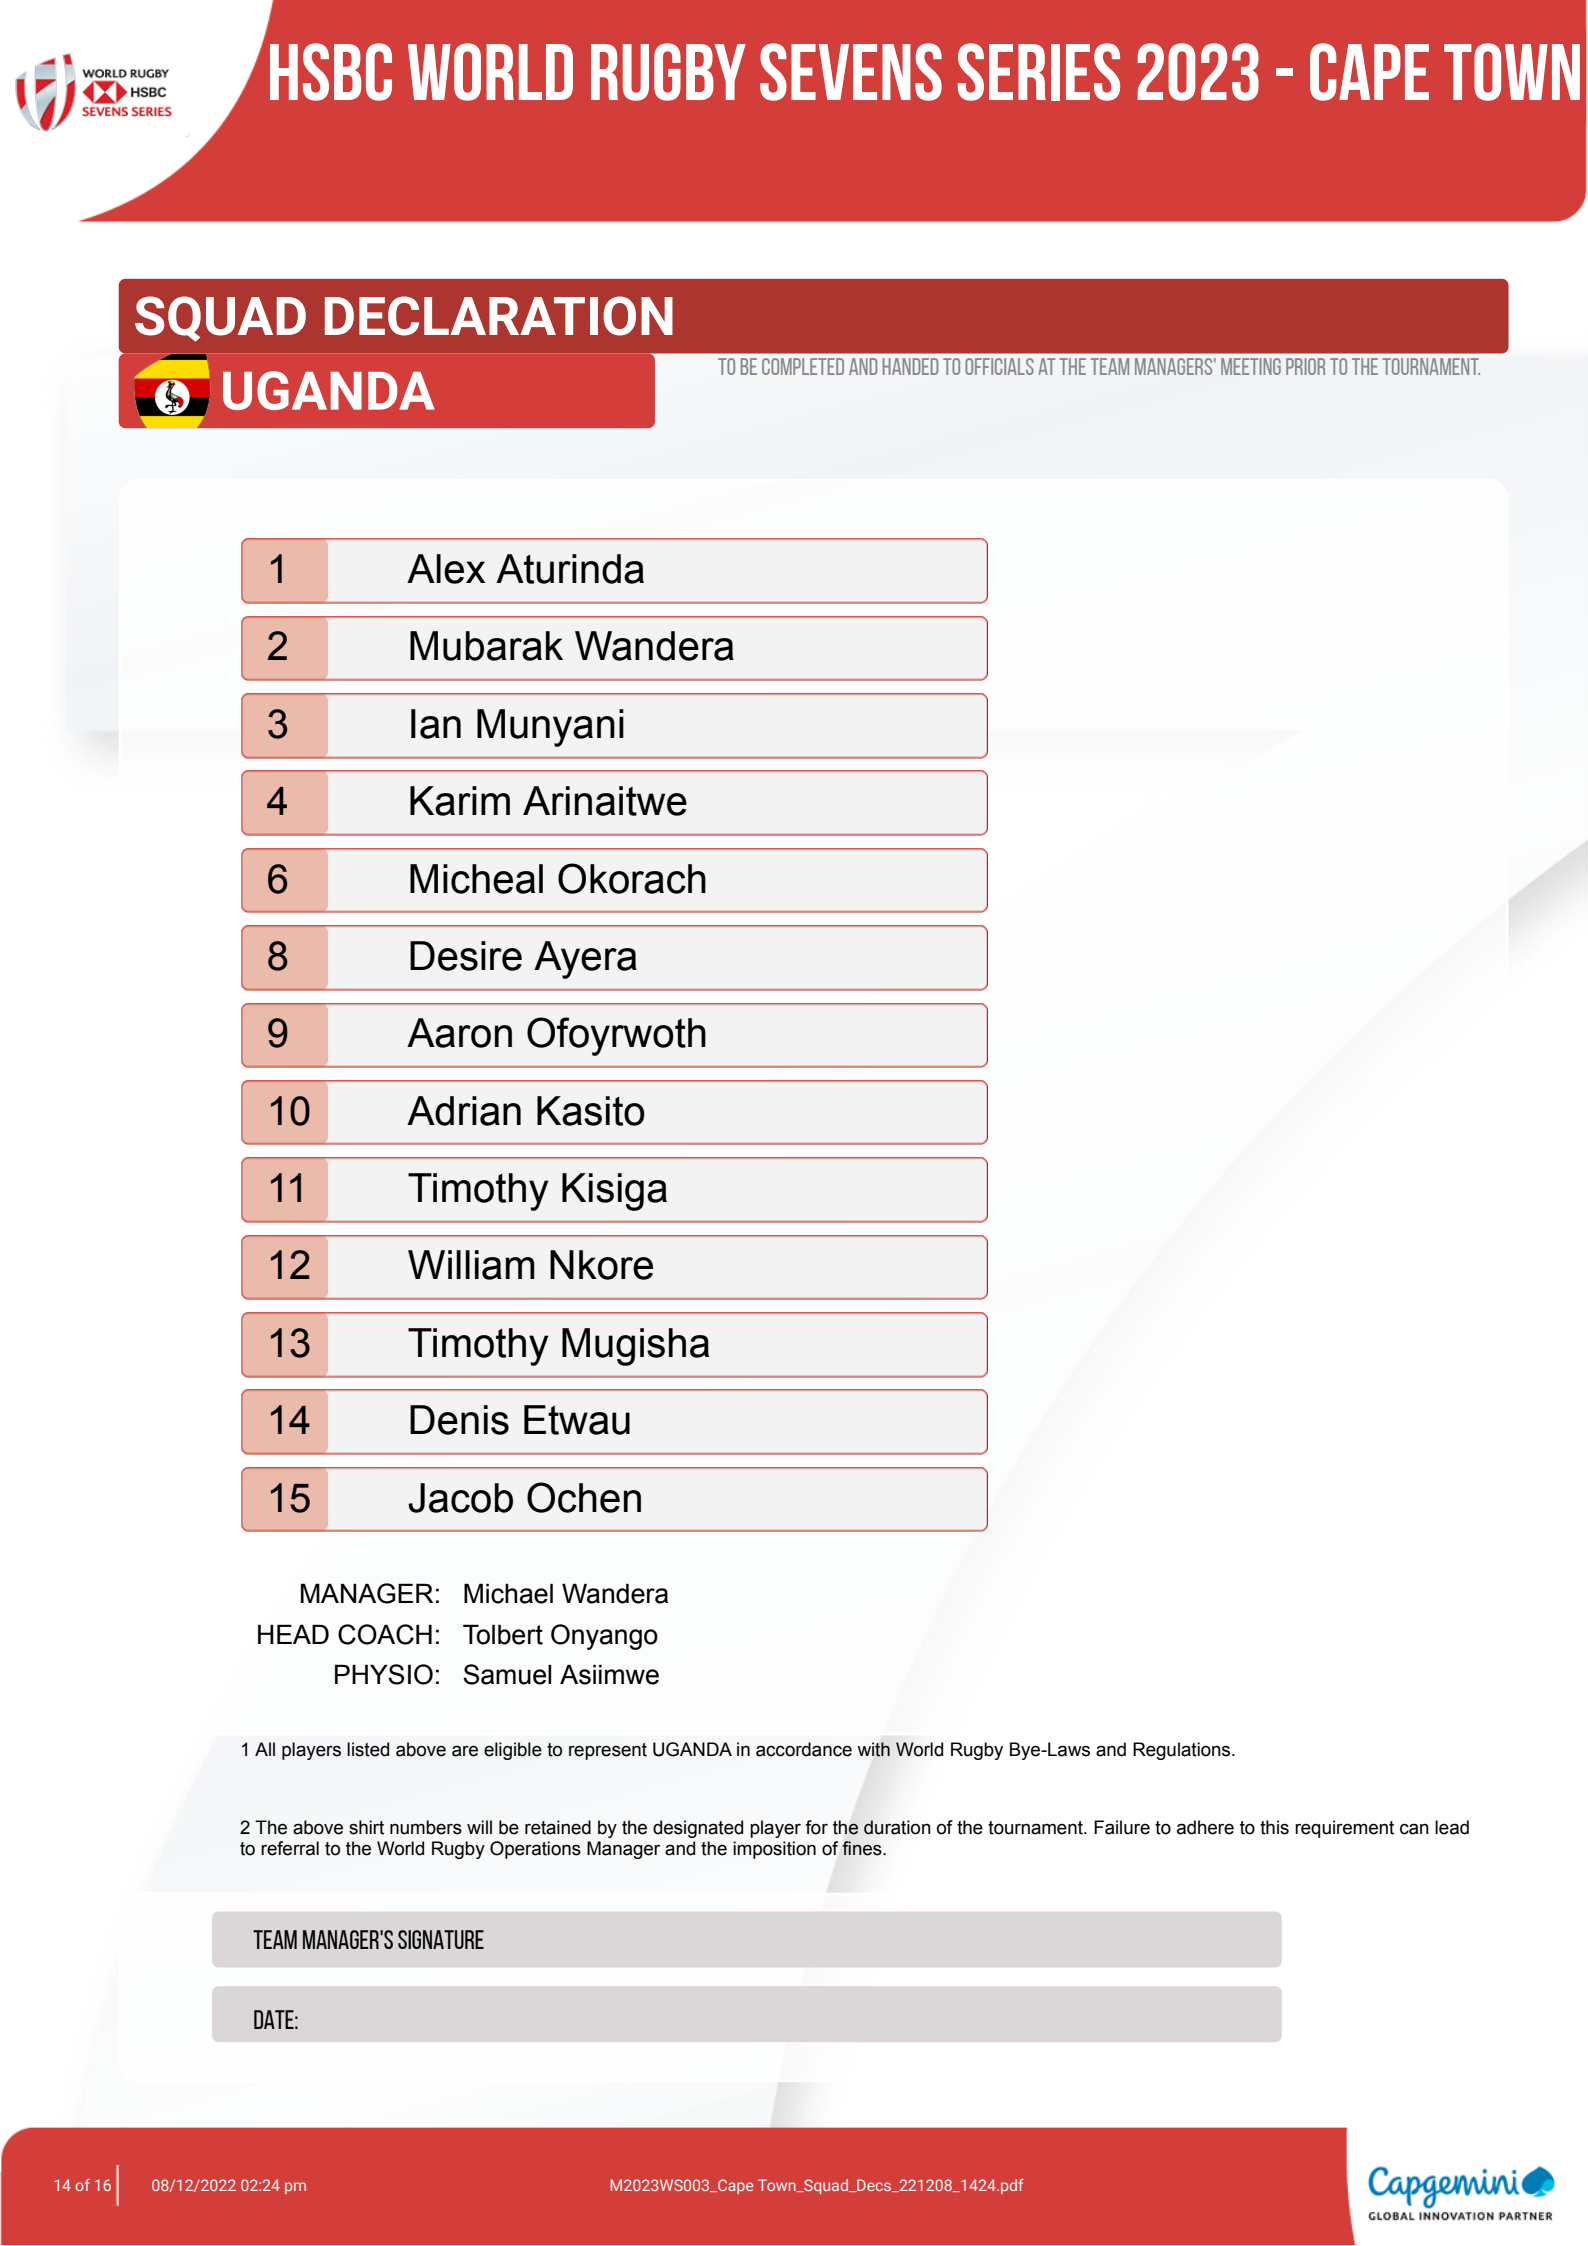 HSBC WORLD RUGBY SEVENS SERIES 2023 - CAPE TOWN
WORLD RUGBY
HSBC
SEVENS SERIES
SQUAD DECLARATION
UGANDA
TO BE COMPLETED AND HANDED TO OFFICIALS AT THE TEAM MANAGERS' MEETING PRIOR TO THE TOURNAMENT.
1 Alex Aturinda
2 Mubarak Wandera
3 Ian Munyani
4 Karim Arinaitwe
6 Micheal Okorach
8 Desire Ayera
9 Aaron Ofoyrwoth
10 Adrian Kasito
11 Timothy Kisiga
12 William Nkore
13 Timothy Mugisha
14 Denis Etwau
15 Jacob Ochen
MANAGER: Michael Wandera
HEAD COACH: Tolbert Onyango
PHYSIO: Samuel Asiimwe
1 All players listed above are eligible to represent UGANDA in accordance with World Rugby Bye-Laws and Regulations.
2 The above shirt numbers will be retained by the designated player for the duration of the tournament. Failure to adhere to this requirement can lead
to referral to the World Rugby Operations Manager and the imposition of fines.
TEAM MANAGER'S SIGNATURE
DATE:
14 of 16 08/12/2022 02:24 pm M2023WS003_Cape Town_Squad_Decs_221208_1424.pdf
Capgemini
GLOBAL INNOVATION PARTNER